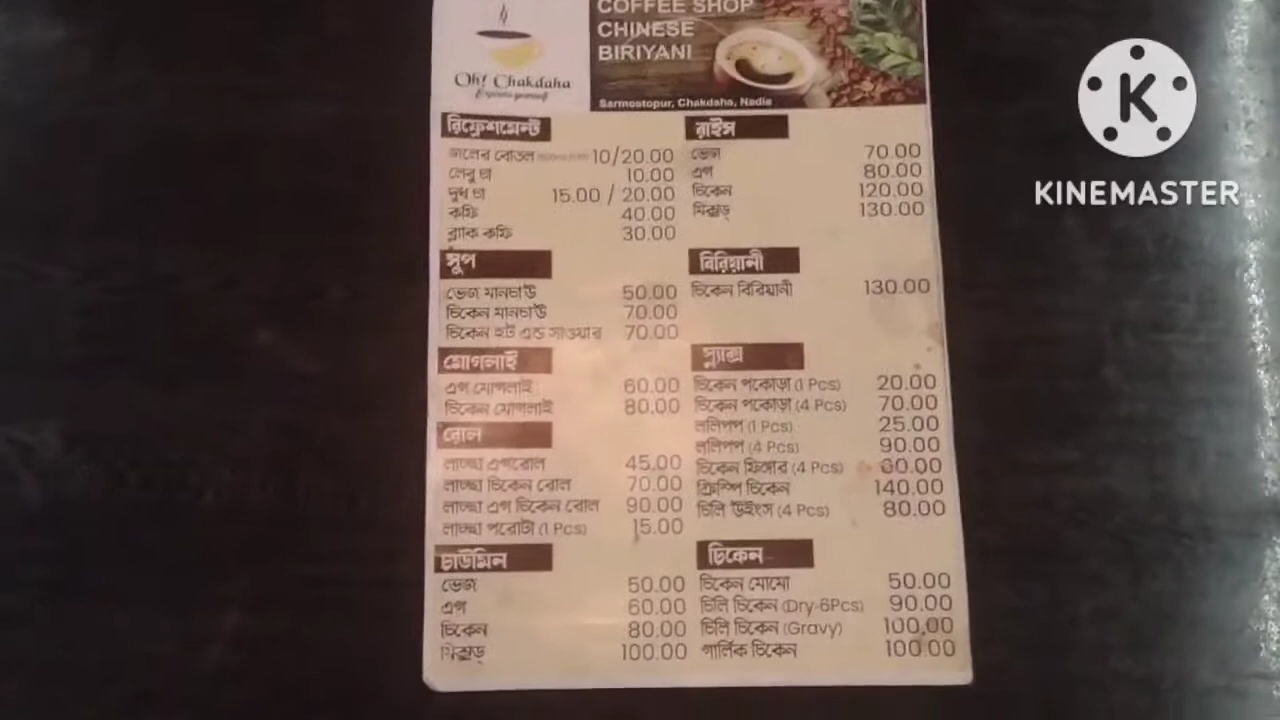 COFFEE SHOP
CHINESE
BIRIYANI
Oh! Chakdaha
Express yourself
Sarmostopur, Chakdaha, Nadia
রিফ্রেশমেন্ট
জলের বোতল 10/20.00
লেবু চা 10.00
দুধ চা 15.00 / 20.00
কফি 40.00
ব্ল্যাক কফি 30.00
সুপ
ভেজ মানচাউ 50.00
চিকেন মানচাউ 70.00
চিকেন হট এন্ড সাওয়ার 70.00
মোগলাই
এগ মোগলাই 60.00
চিকেন মোগলাই 80.00
রোল
লাচ্ছা এগরোল 45.00
লাচ্ছা চিকেন রোল 70.00
লাচ্ছা এগ চিকেন রোল 90.00
লাচ্ছা পরোটা (1 Pcs) 15.00
চাউমিন
ভেজ 50.00
এগ 60.00
চিকেন 80.00
মিক্সড্ 100.00
রাইস
ভেজ 70.00
এগ 80.00
চিকেন 120.00
মিক্সড্ 130.00
বিরিয়ানী
চিকেন বিরিয়ানী 130.00
স্ন্যাক্স
চিকেন পকোড়া (1 Pcs) 20.00
চিকেন পকোড়া (4 Pcs) 70.00
ললিপপ (1 Pcs) 25.00
ললিপপ (4 Pcs) 90.00
চিকেন ফিঙ্গার (4 Pcs) 60.00
ক্রিস্পি চিকেন 140.00
চিলি উইংস (4 Pcs) 80.00
চিকেন
চিকেন মোমো 50.00
চিলি চিকেন (Dry-6Pcs) 90.00
চিলি চিকেন (Gravy) 100.00
গার্লিক চিকেন 100.00
K
KINEMASTER